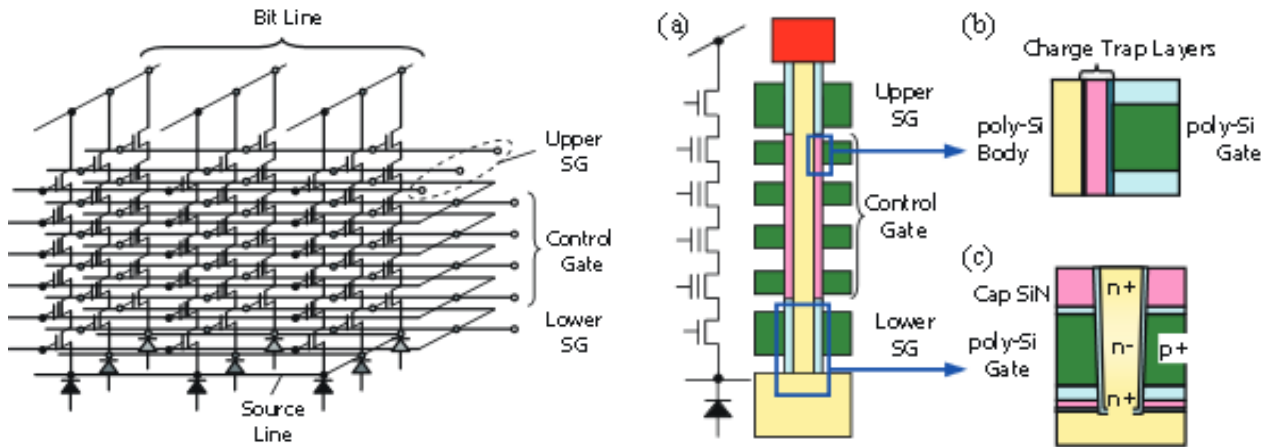 Bit Line
Upper
SG
Control
Gate
Lower
SG
Source
Line
(a)
Upper
SG
Control
Gate
Lower
SG
(b)
Charge Trap Layers
poly-Si
Body
poly-Si
Gate
(c)
Cap SiN
n+
poly-Si
Gate
n-
p+
n+